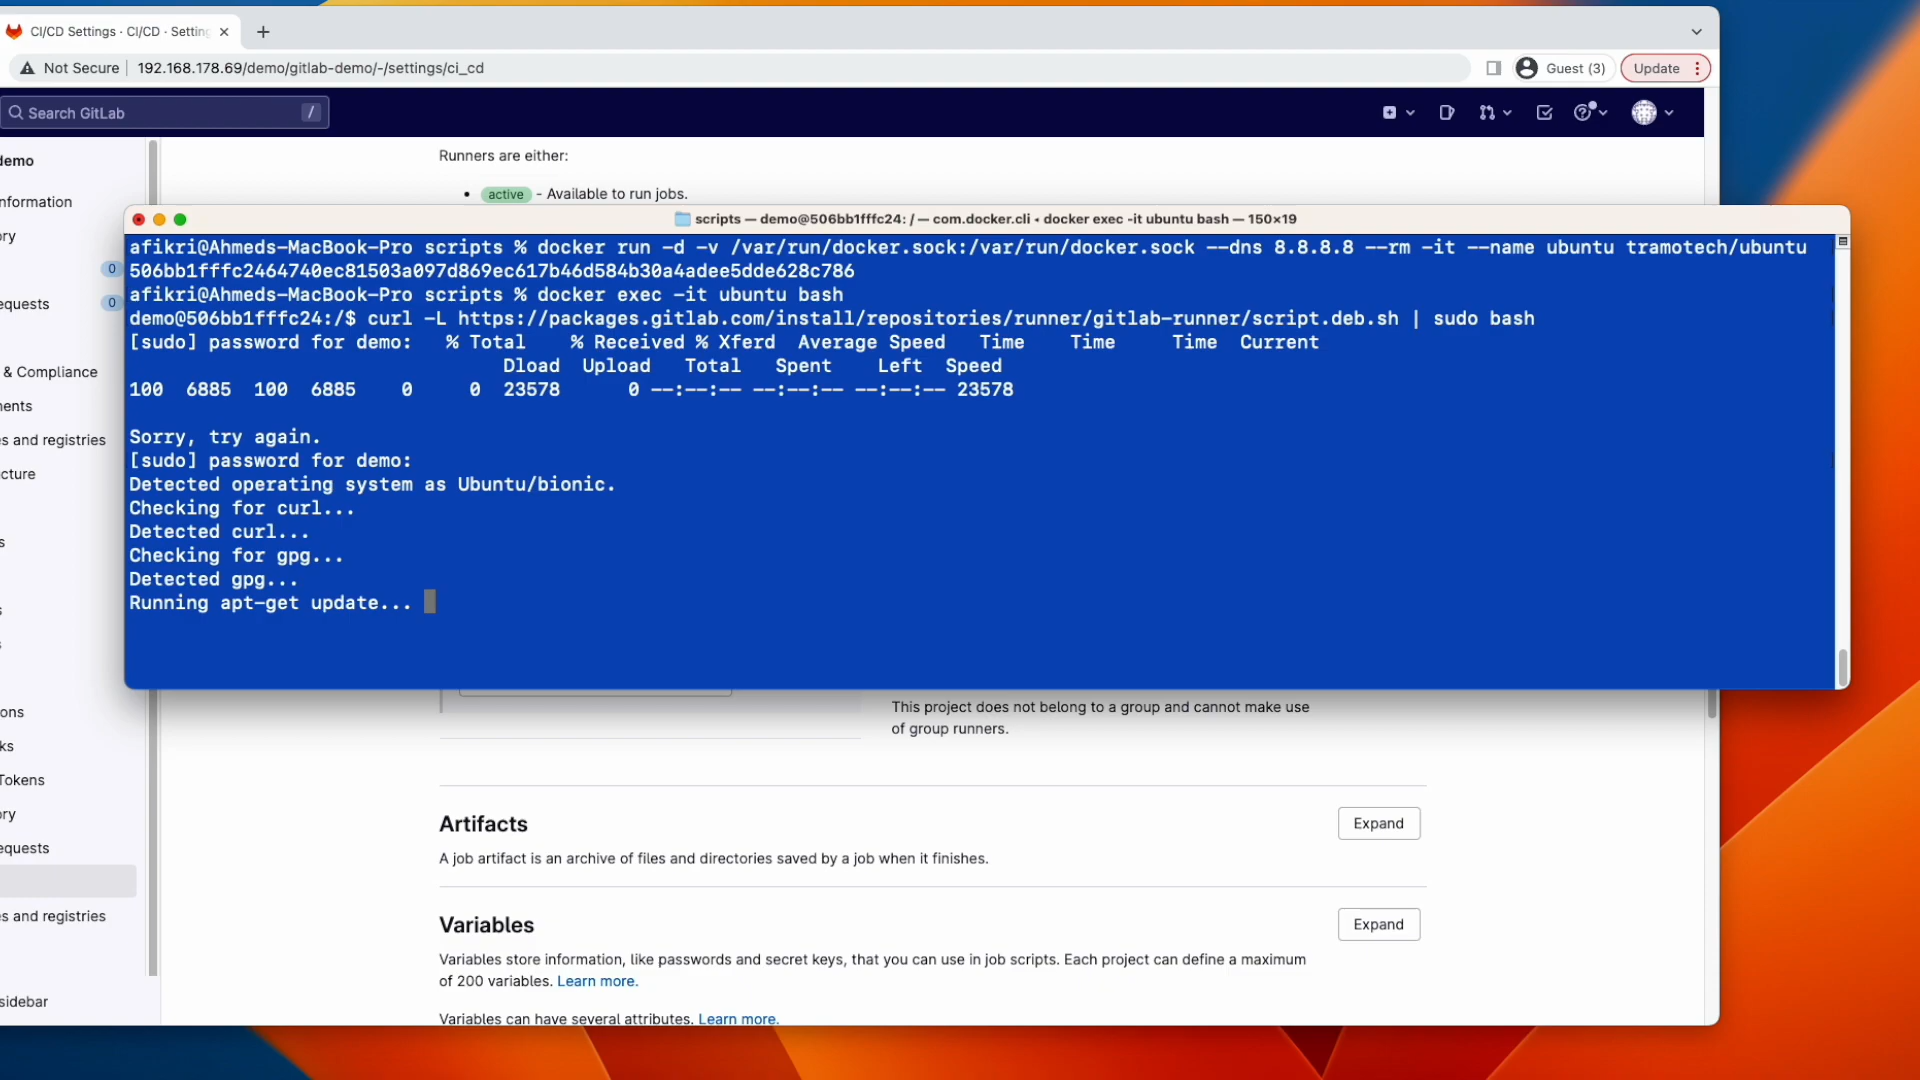 CI/CD Settings · CI/CD · Setting
Not Secure
192.168.178.69/demo/gitlab-demo/-/settings/ci_cd
Guest (3)
Update
Search GitLab
/
demo
nformation
ry
0
equests
0
& Compliance
nents
s and registries
cture
s
s
s
ons
ks
Tokens
ry
equests
s and registries
sidebar
Runners are either:
• active - Available to run jobs.
scripts — demo@506bb1fffc24: / — com.docker.cli ◂ docker exec -it ubuntu bash — 150×19
afikri@Ahmeds-MacBook-Pro scripts % docker run -d -v /var/run/docker.sock:/var/run/docker.sock --dns 8.8.8.8 --rm -it --name ubuntu tramotech/ubuntu
506bb1fffc2464740ec81503a097d869ec617b46d584b30a4adee5dde628c786
afikri@Ahmeds-MacBook-Pro scripts % docker exec -it ubuntu bash
demo@506bb1fffc24:/$ curl -L https://packages.gitlab.com/install/repositories/runner/gitlab-runner/script.deb.sh | sudo bash
[sudo] password for demo:   % Total    % Received % Xferd  Average Speed   Time    Time     Time  Current
Dload  Upload   Total   Spent    Left  Speed
100  6885  100  6885    0     0  23578      0 --:--:-- --:--:-- --:--:-- 23578
Sorry, try again.
[sudo] password for demo:
Detected operating system as Ubuntu/bionic.
Checking for curl...
Detected curl...
Checking for gpg...
Detected gpg...
Running apt-get update...
This project does not belong to a group and cannot make use
of group runners.
Artifacts
Expand
A job artifact is an archive of files and directories saved by a job when it finishes.
Variables
Expand
Variables store information, like passwords and secret keys, that you can use in job scripts. Each project can define a maximum
of 200 variables. Learn more.
Variables can have several attributes. Learn more.